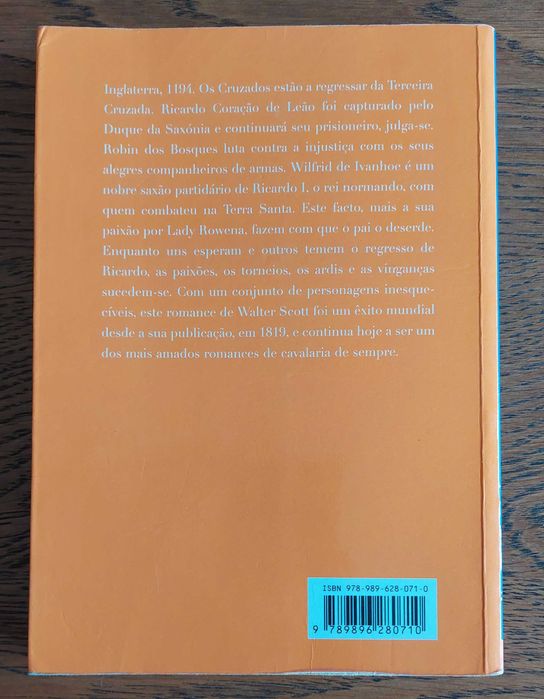 Inglaterra, 1194. Os Cruzados estão a regressar da Terceira
Cruzada. Ricardo Coração de Leão foi capturado pelo
Duque da Saxónia e continuará seu prisioneiro, julga-se.
Robin dos Bosques luta contra a injustiça com os seus
alegres companheiros de armas. Wilfrid de Ivanhoe é um
nobre saxão partidário de Ricardo I, o rei normando, com
quem combateu na Terra Santa. Este facto, mais a sua
paixão por Lady Rowena, fazem com que o pai o deserde.
Enquanto uns esperam e outros temem o regresso de
Ricardo, as paixões, os torneios, os ardis e as vinganças
sucedem-se. Com um conjunto de personagens inesque-
cíveis, este romance de Walter Scott foi um êxito mundial
desde a sua publicação, em 1819, e continua hoje a ser um
dos mais amados romances de cavalaria de sempre.
ISBN 978-989-628-071-0
9 789896 280710